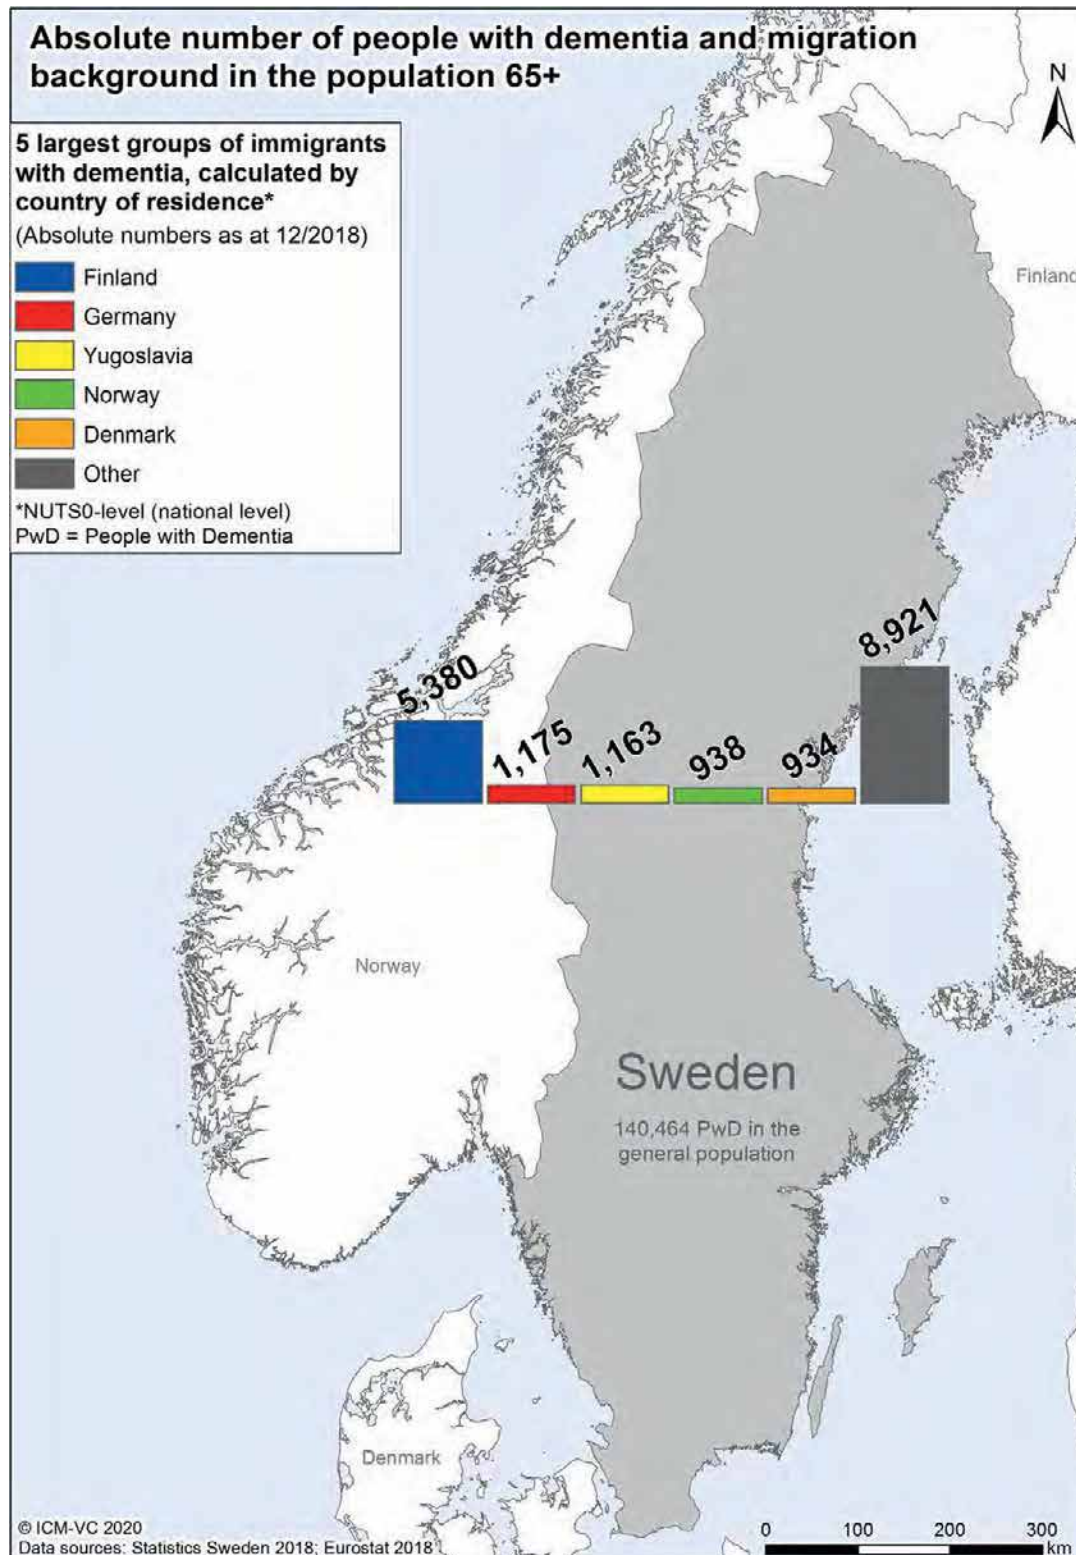 Absolute number of people with dementia and migration
background in the population 65+
N
5 largest groups of immigrants
with dementia, calculated by
country of residence*
(Absolute numbers as at 12/2018)
Finland
Germany
Yugoslavia
Norway
Denmark
Other
*NUTS0-level (national level)
PwD = People with Dementia
Finland
5,380
1,175
1,163
938
934
8,921
Norway
Sweden
140,464 PwD in the
general population
Denmark
© ICM-VC 2020
Data sources: Statistics Sweden 2018; Eurostat 2018
0 100 200 300
km